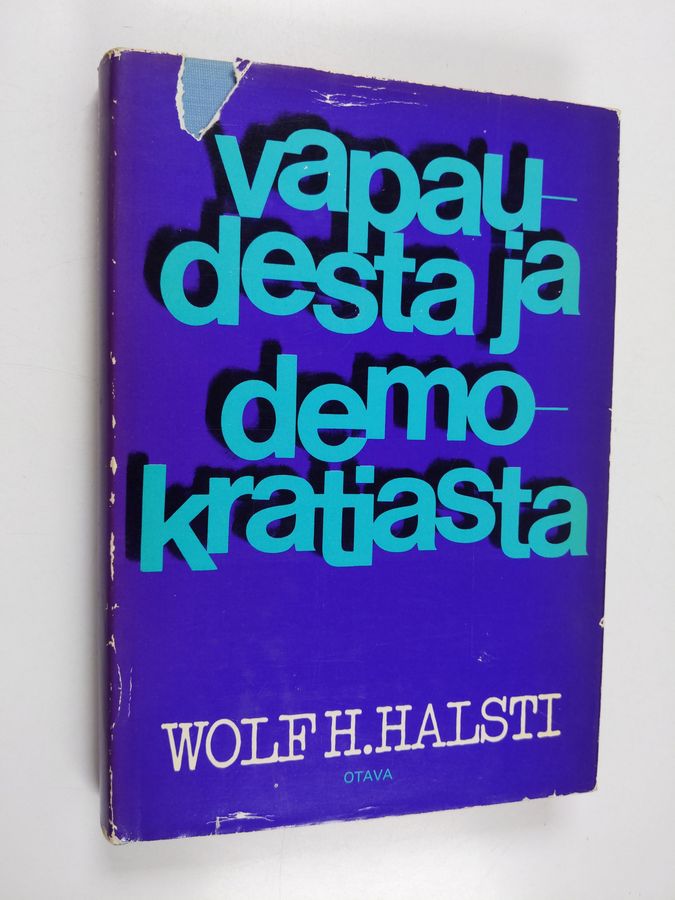 vapau-
desta ja
demo-
kratiasta
WOLF H. HALSTI
OTAVA